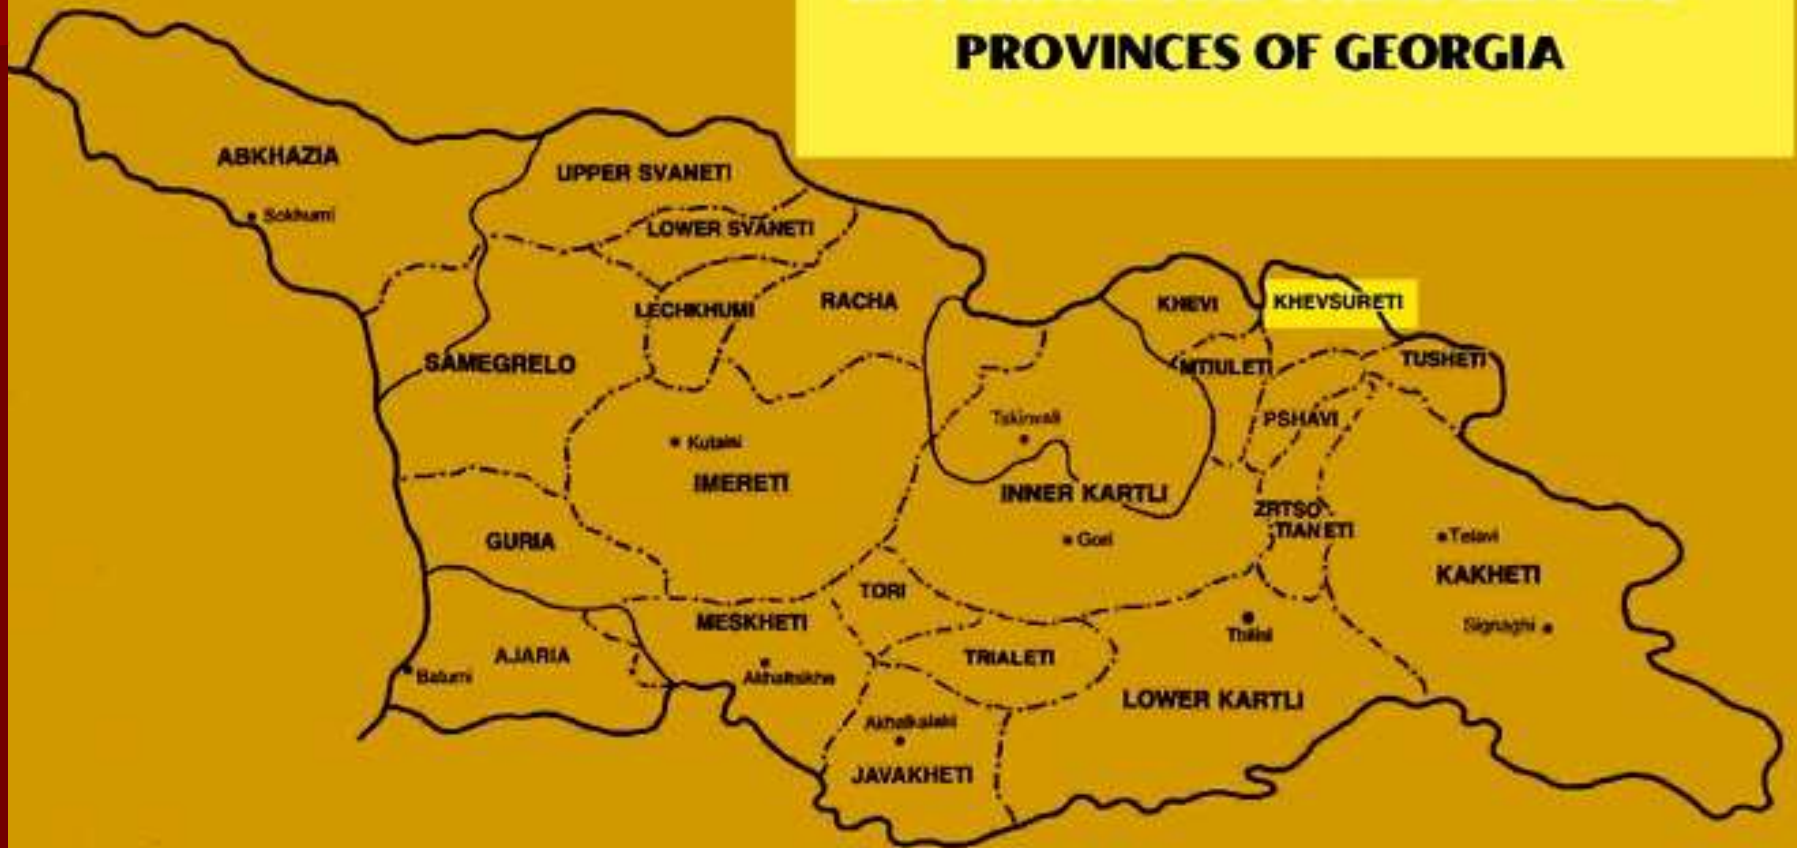 PROVINCES OF GEORGIA
ABKHAZIA
Sokhumi
UPPER SVANETI
LOWER SVANETI
LECHKHUMI
RACHA
KHEVI
KHEVSURETI
SAMEGRELO
MTIULETI
TUSHETI
PSHAVI
Tskinvali
Kutaisi
IMERETI
INNER KARTLI
ZRTSO
TIANETI
GURIA
Gori
Telavi
KAKHETI
TORI
MESKHETI
Tbilisi
Signaghi
AJARIA
TRIALETI
Batumi
Akhaltsikhe
LOWER KARTLI
Akhalkalaki
JAVAKHETI